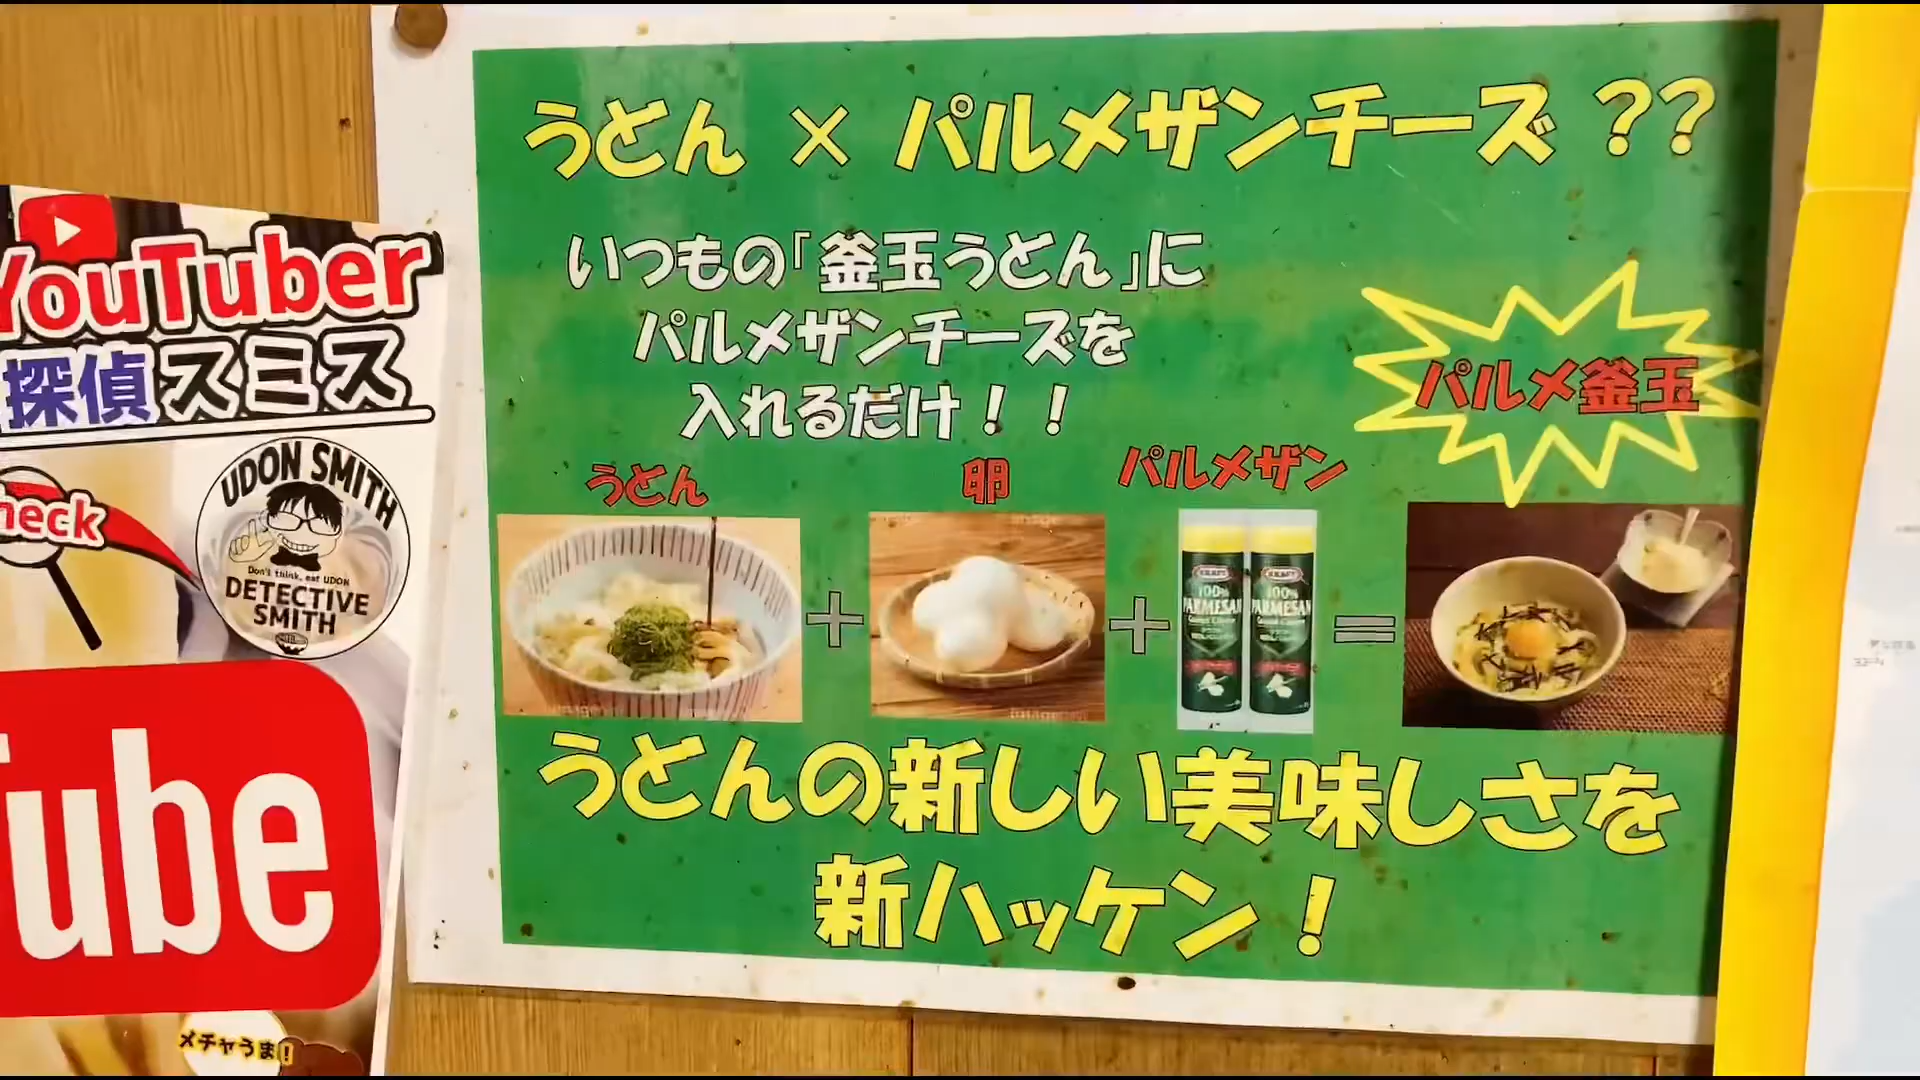 うどん × パルメザンチーズ ??
いつもの「釜玉うどん」に
パルメザンチーズを
入れるだけ！！
パルメ釜玉
うどん
卵
パルメザン
+
+
=
KRAFT
100%
PARMESAN
KRAFT
100%
PARMESAN
うどんの新しい美味しさを
新ハッケン！
YouTuber
探偵スミス
heck
UDON SMITH
Don't think, eat UDON
DETECTIVE
SMITH
ube
メチャうま！